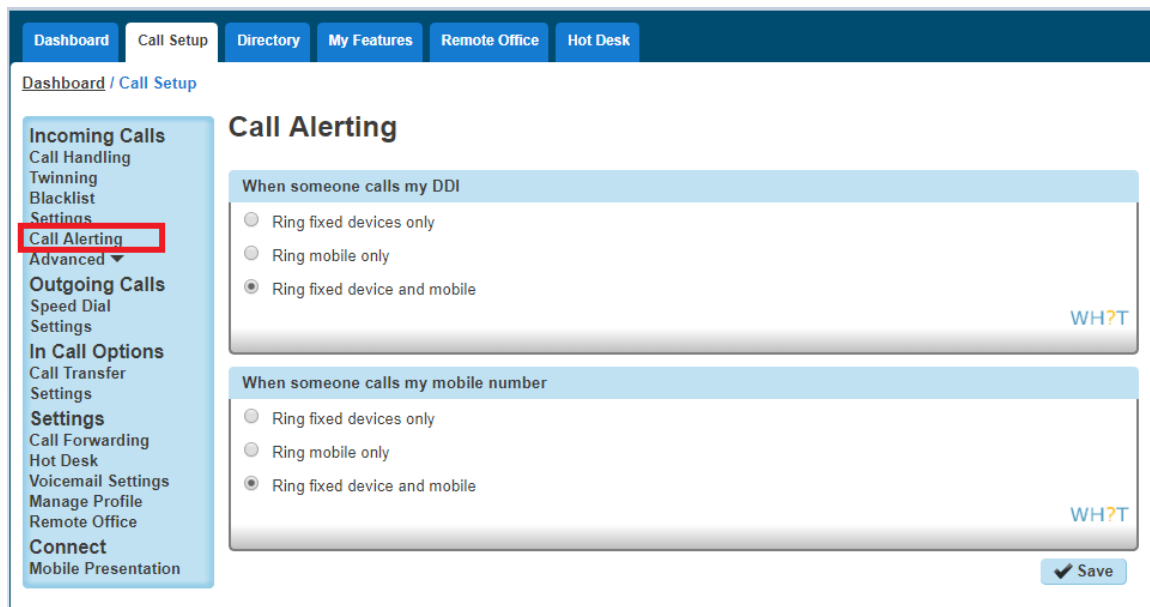 Dashboard Call Setup Directory My Features Remote Office Hot Desk
Dashboard / Call Setup
Incoming Calls
Call Handling
Twinning
Blacklist
Settings
Call Alerting
Advanced
Outgoing Calls
Speed Dial
Settings
In Call Options
Call Transfer
Settings
Settings
Call Forwarding
Hot Desk
Voicemail Settings
Manage Profile
Remote Office
Connect
Mobile Presentation
Call Alerting
When someone calls my DDI
Ring fixed devices only
Ring mobile only
Ring fixed device and mobile
WH?T
When someone calls my mobile number
Ring fixed devices only
Ring mobile only
Ring fixed device and mobile
WH?T
Save